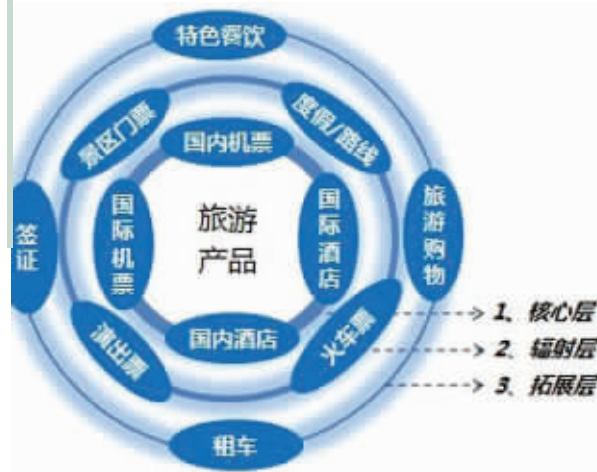 特色餐饮
景区门票
度假/路线
国内机票
签证
国际机票
旅游
产品
国际酒店
旅游购物
演出票
国内酒店
火车票
租车
1、核心层
2、辐射层
3、拓展层